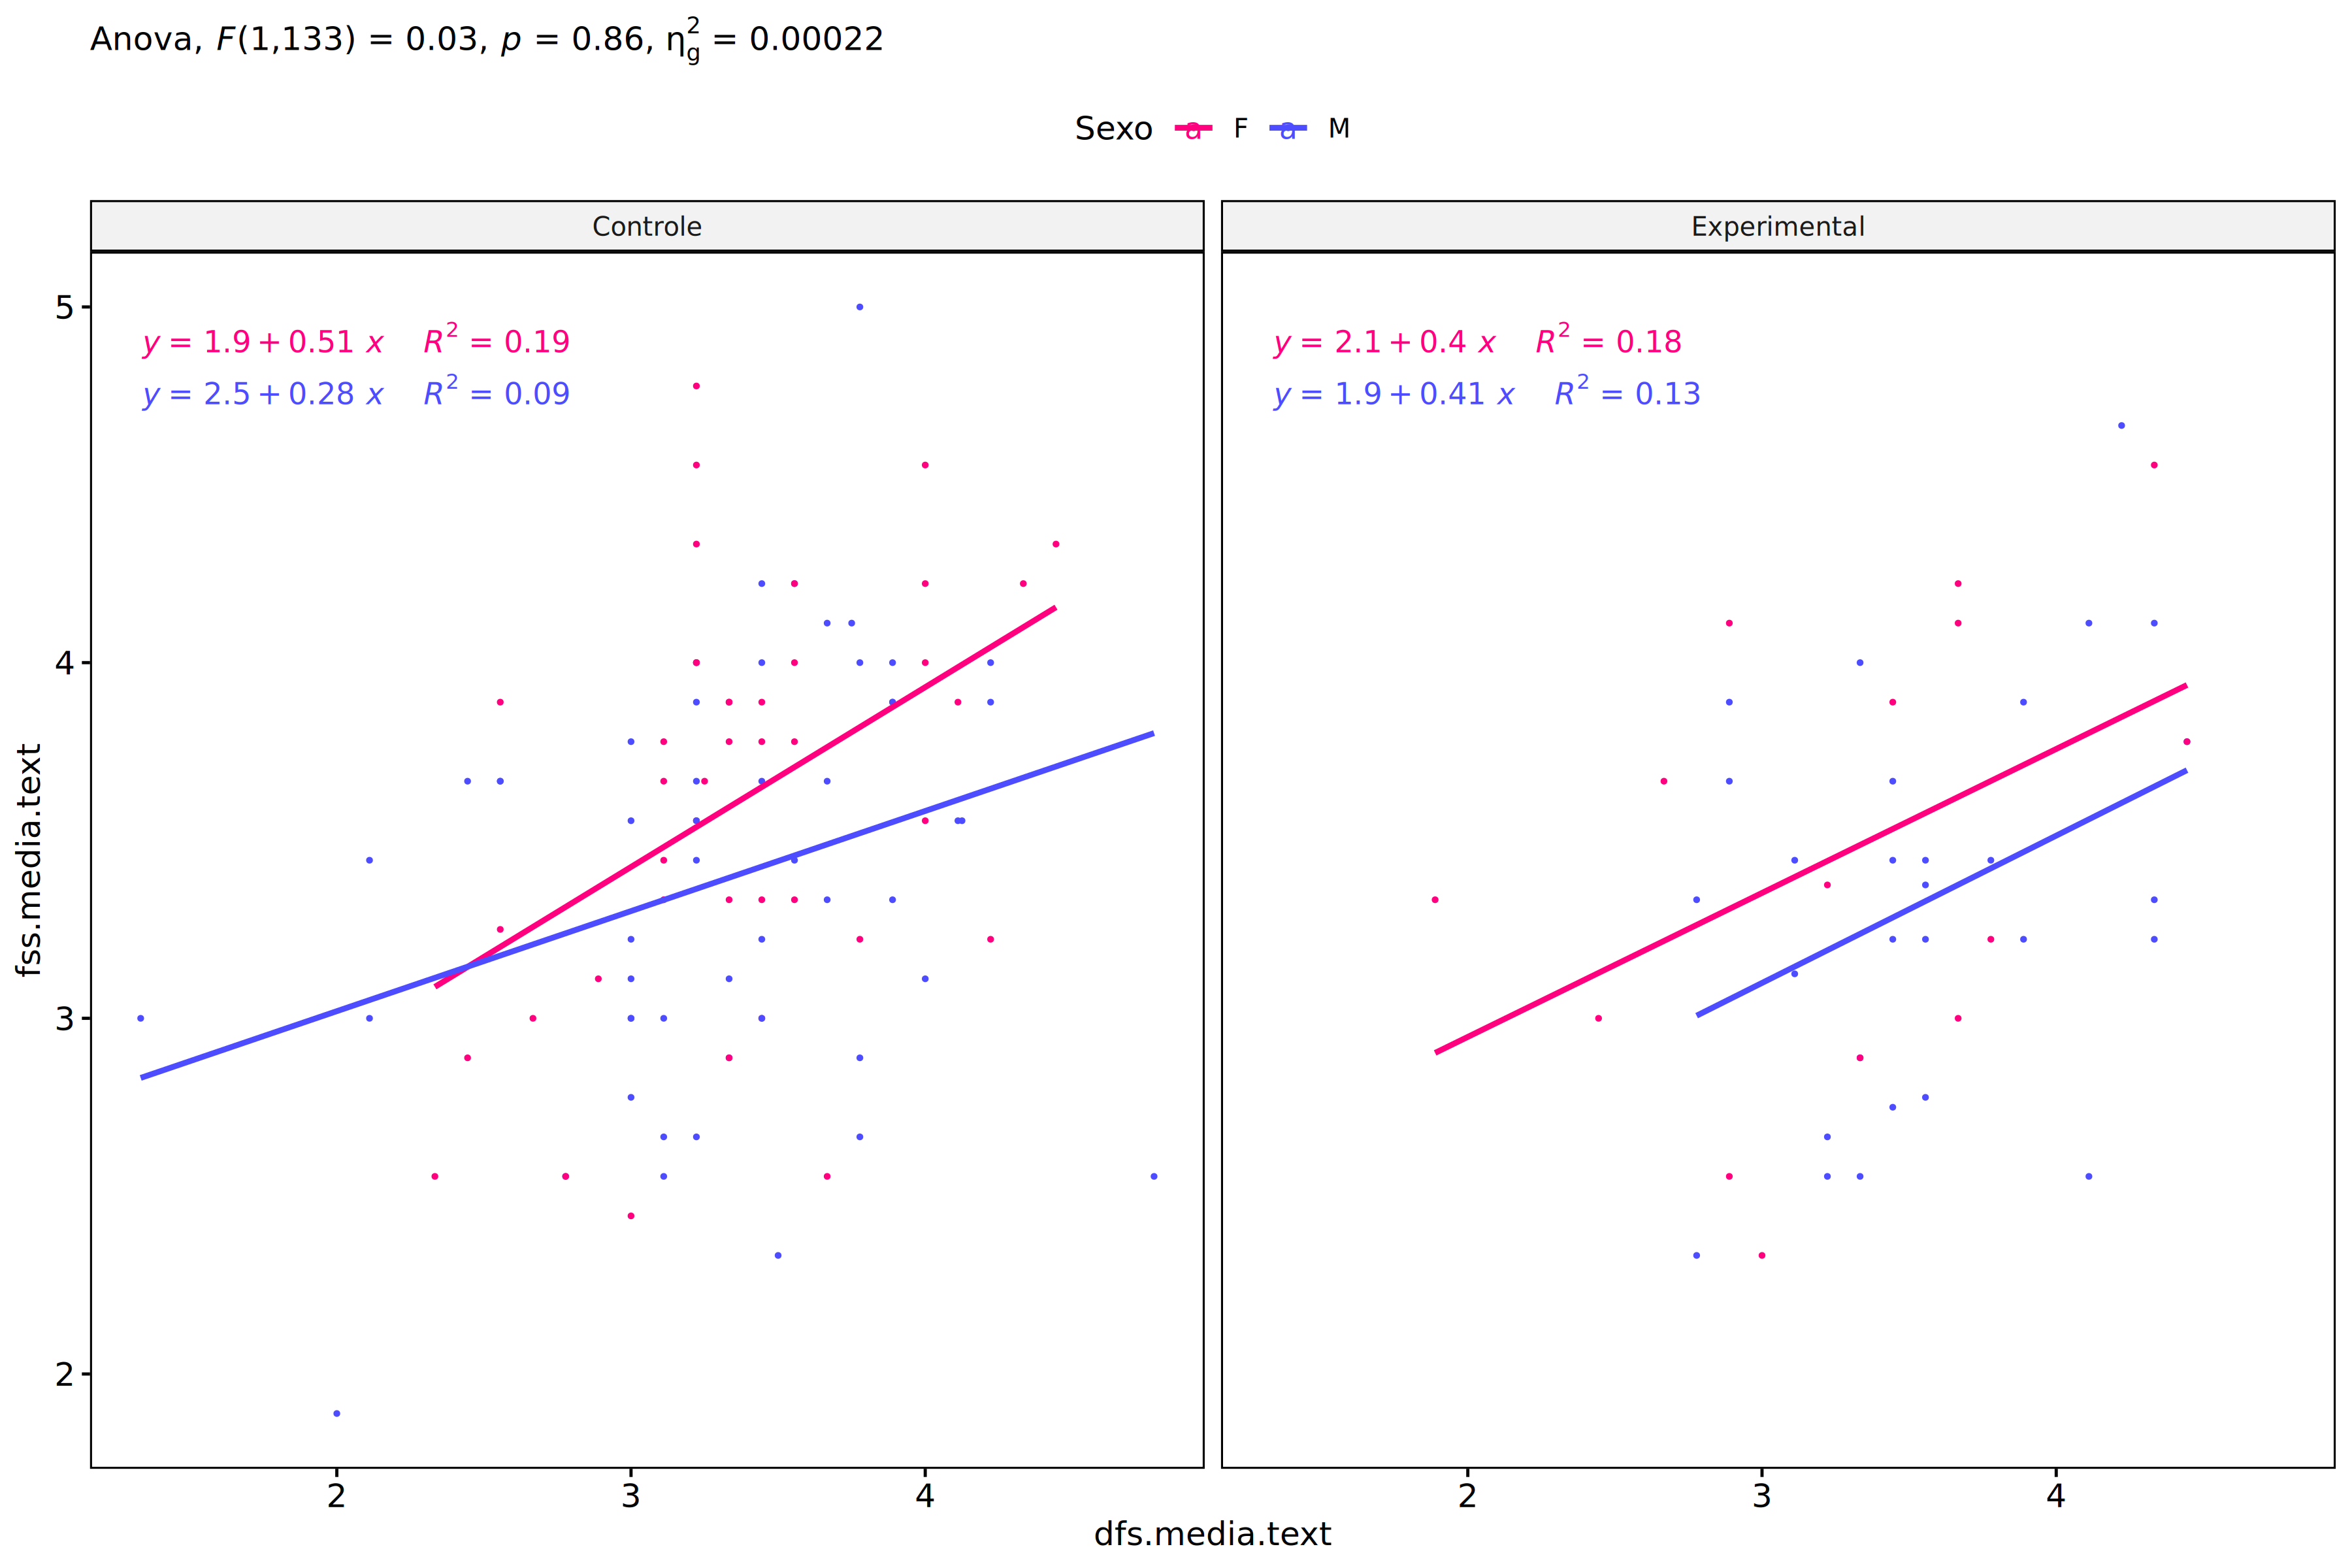 Anova, F(1,133) = 0.03, p = 0.86, η²g = 0.00022
Sexo a F a M
Controle
Experimental
y = 1.9 + 0.51 x R² = 0.19
y = 2.5 + 0.28 x R² = 0.09
y = 2.1 + 0.4 x R² = 0.18
y = 1.9 + 0.41 x R² = 0.13
5
4
3
2
fss.media.text
2 3 4
2 3 4
dfs.media.text